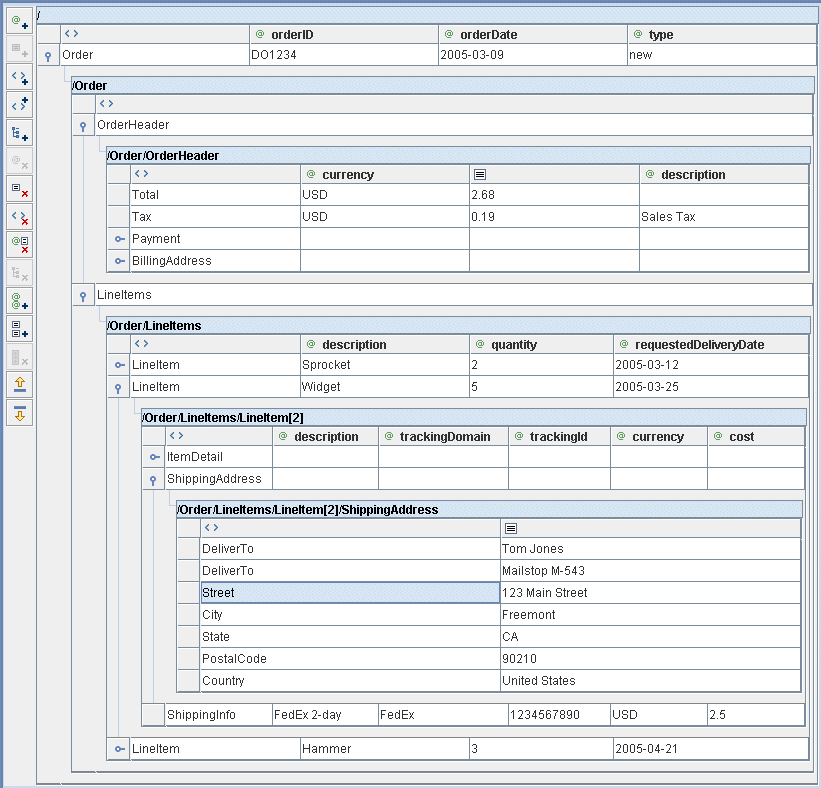 /
<> @ orderID @ orderDate @ type
Order DO1234 2005-03-09 new
/Order
<>
OrderHeader
/Order/OrderHeader
<> @ currency @ description
Total USD 2.68
Tax USD 0.19 Sales Tax
Payment
BillingAddress
LineItems
/Order/LineItems
<> @ description @ quantity @ requestedDeliveryDate
LineItem Sprocket 2 2005-03-12
LineItem Widget 5 2005-03-25
/Order/LineItems/LineItem[2]
<> @ description @ trackingDomain @ trackingId @ currency @ cost
ItemDetail
ShippingAddress
/Order/LineItems/LineItem[2]/ShippingAddress
<>
DeliverTo Tom Jones
DeliverTo Mailstop M-543
Street 123 Main Street
City Freemont
State CA
PostalCode 90210
Country United States
ShippingInfo FedEx 2-day FedEx 1234567890 USD 2.5
LineItem Hammer 3 2005-04-21